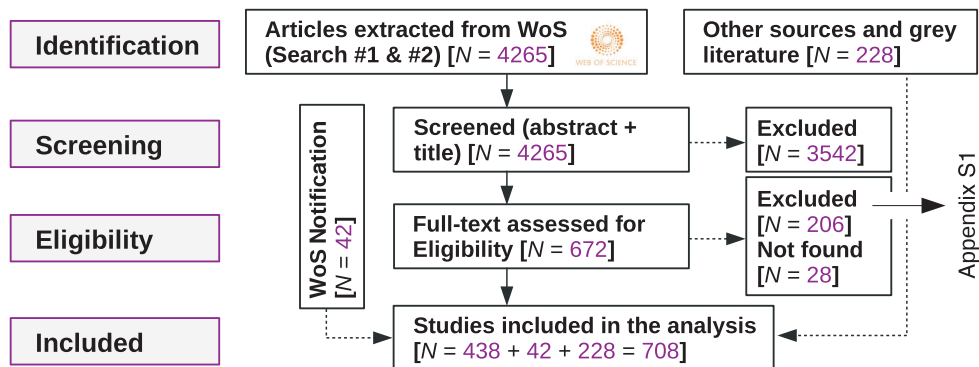 Identification
Articles extracted from WoS
(Search #1 & #2) [N = 4265]
WEB OF SCIENCE
Other sources and grey
literature [N = 228]
Screening
WoS Notification
[N = 42]
Screened (abstract +
title) [N = 4265]
Excluded
[N = 3542]
Eligibility
Full-text assessed for
Eligibility [N = 672]
Excluded
[N = 206]
Not found
[N = 28]
Appendix S1
Included
Studies included in the analysis
[N = 438 + 42 + 228 = 708]